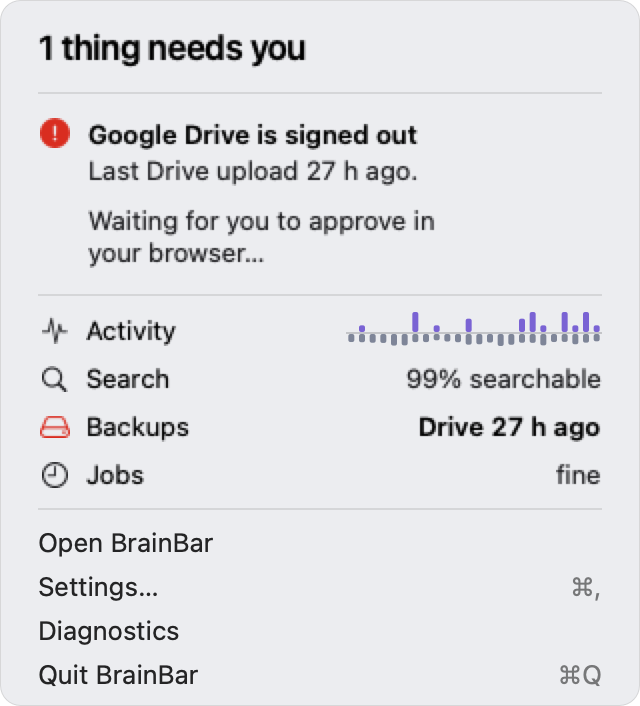 1 thing needs you
Google Drive is signed out
Last Drive upload 27 h ago.
Waiting for you to approve in
your browser...
Activity
Search 99% searchable
Backups Drive 27 h ago
Jobs fine
Open BrainBar
Settings... ⌘,
Diagnostics
Quit BrainBar ⌘Q